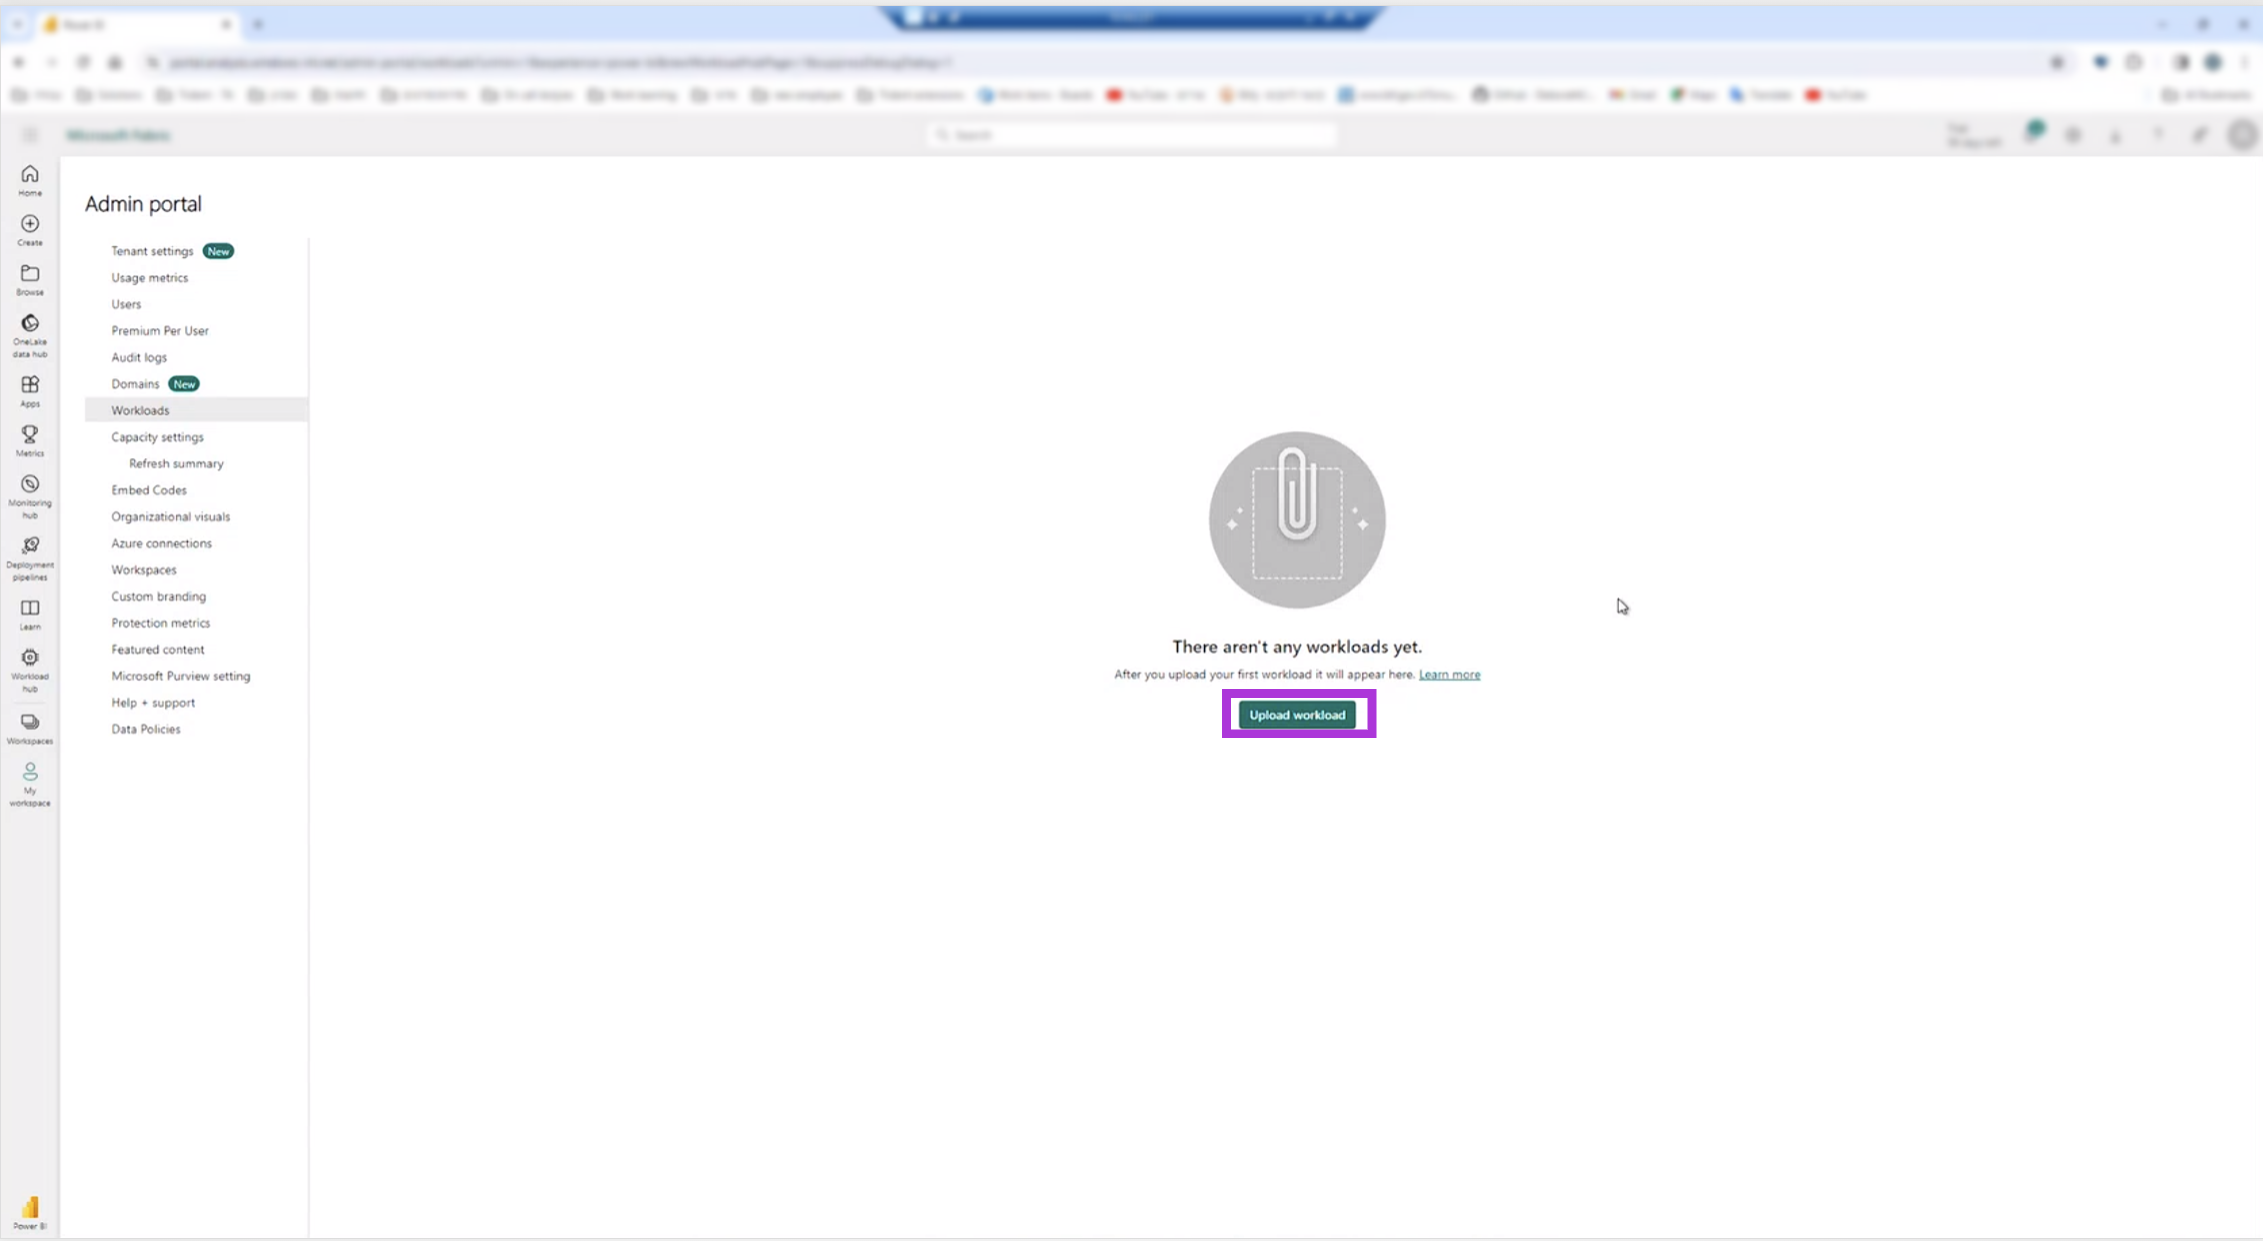 Power BI
Microsoft Fabric
Search
Home
Create
Browse
OneLake
data hub
Apps
Metrics
Monitoring
hub
Deployment
pipelines
Learn
Workload
hub
Workspaces
My
workspace
Power BI
Admin portal
Tenant settings New
Usage metrics
Users
Premium Per User
Audit logs
Domains New
Workloads
Capacity settings
Refresh summary
Embed Codes
Organizational visuals
Azure connections
Workspaces
Custom branding
Protection metrics
Featured content
Microsoft Purview setting
Help + support
Data Policies
There aren't any workloads yet.
After you upload your first workload it will appear here. Learn more
Upload workload